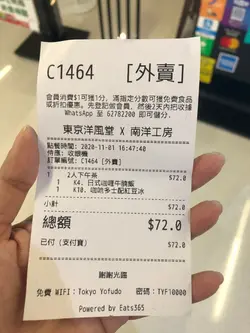 C1464 [外賣]
會員消費$1可獲1分, 滿指定分數可獲免費食品
或折扣優惠。先登記做會員, 然後2天內把收據
WhatsApp 至 62782200 即可儲分.
東京洋風堂 X 南洋工房
點餐時間: 2020-11-01 16:47:40
侍應: 收銀機
訂單編號: C1464 [外賣]
1 2人下午茶 $72.0
1 K4. 日式咖喱牛腩飯
1 K10. 咖吔多士配紅豆冰
小計 $72.0
總額 $72.0
已付 (支付寶) $72.0
謝謝光臨
免費 WIFI : Tokyo Yofudo 密碼 : TYF10000
Powered by Eats365